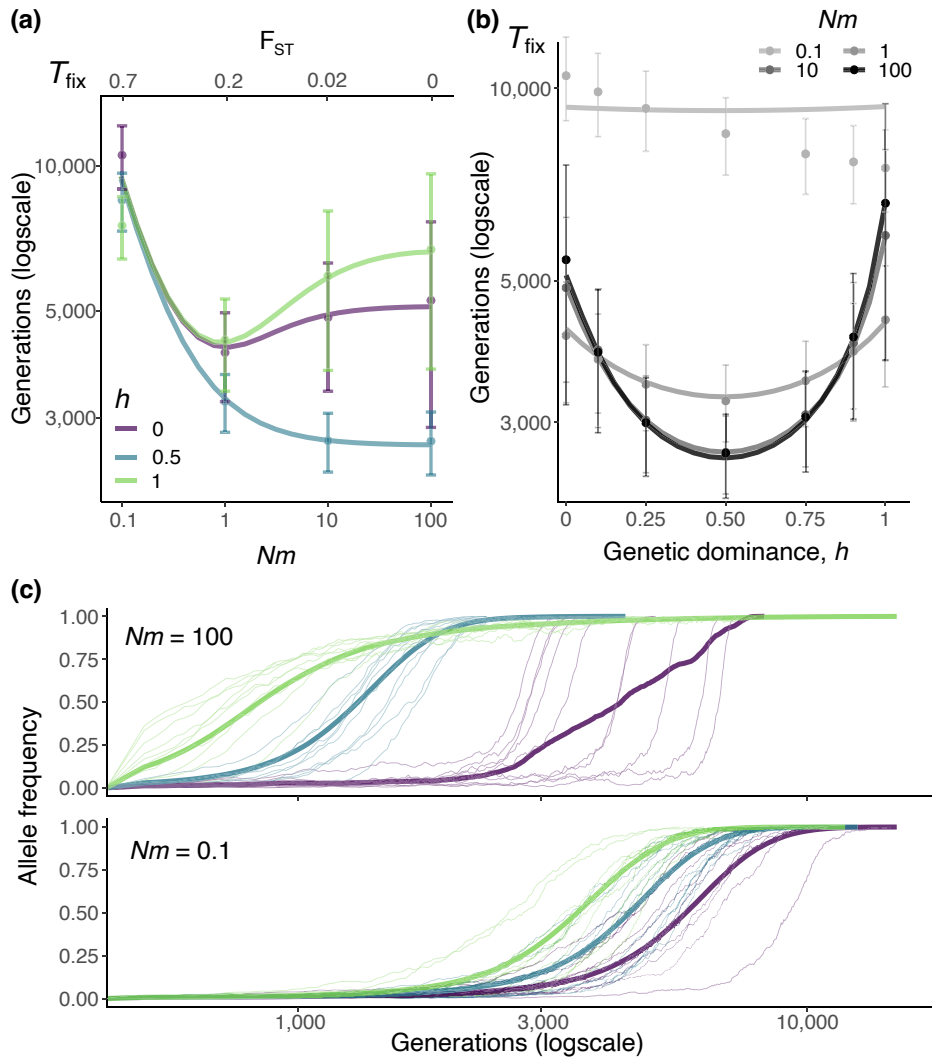 (a)
F_ST
T_fix
0.7 0.2 0.02 0
10,000
5,000
3,000
Generations (logscale)
h
0
0.5
1
0.1 1 10 100
Nm
(b)
Nm
0.1 1
10 100
T_fix
10,000
5,000
3,000
Generations (logscale)
0 0.25 0.50 0.75 1
Genetic dominance, h
(c)
Allele frequency
Nm = 100
1.00
0.75
0.50
0.25
0.00
Nm = 0.1
1.00
0.75
0.50
0.25
0.00
1,000 3,000 10,000
Generations (logscale)